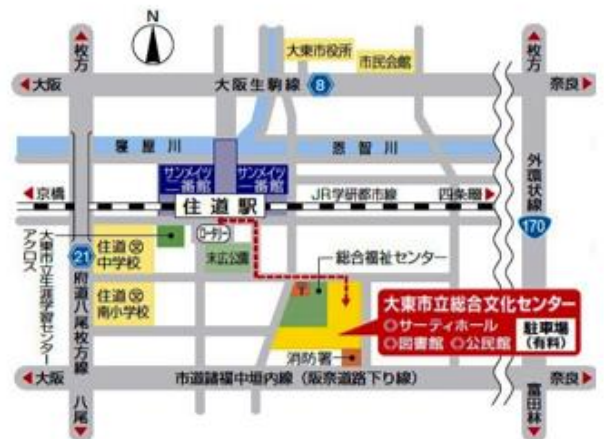 N
枚方
枚方
大東市役所
市民会館
大阪
大阪生駒線
8
奈良
寝屋川
恩智川
サンメイツ
二番館
サンメイツ
一番館
外環状線
京橋
JR学研都市線
四条畷
住道駅
170
ロータリー
大東市立生涯学習センター
アクロス
住道㊅
中学校
末広公園
総合福祉センター
21
府道八尾枚方線
住道㊅
南小学校
〒
大東市立総合文化センター
◎サーティホール
◎図書館 ◎公民館
駐車場
(有料)
消防署
大阪
市道諸福中垣内線(阪奈道路下り線)
奈良
八尾
富田林